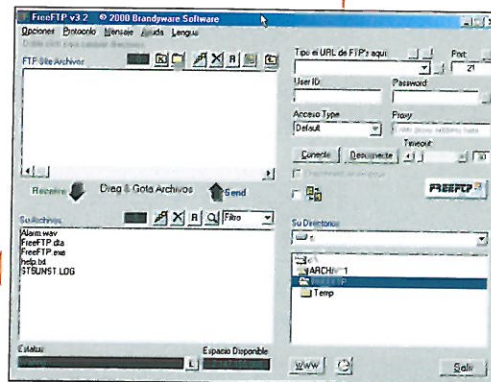 FreeFTP v3.2 © 2000 Brandyware Software
Opciones Protocolo Mensaje Ayuda Lengua
FTP Site Archivos
Tipo el URL de FTP's aqui:
Port:
21
User ID:
Password:
Acceso Type
Proxy
Default
Timeout:
Conecte
Desconecte
30
Receive
Drag & Gota Archivos
Send
FREEFTP
Su Archivos
R
Filtro
Alarm.wav
FreeFTP.dta
FreeFTP.exe
help.txt
ST5UNST.LOG
Su Directorios
c:
c:\
ARCHIV~1
Temp
Estatus:
Espacio Disponible
L
WWW
Salir